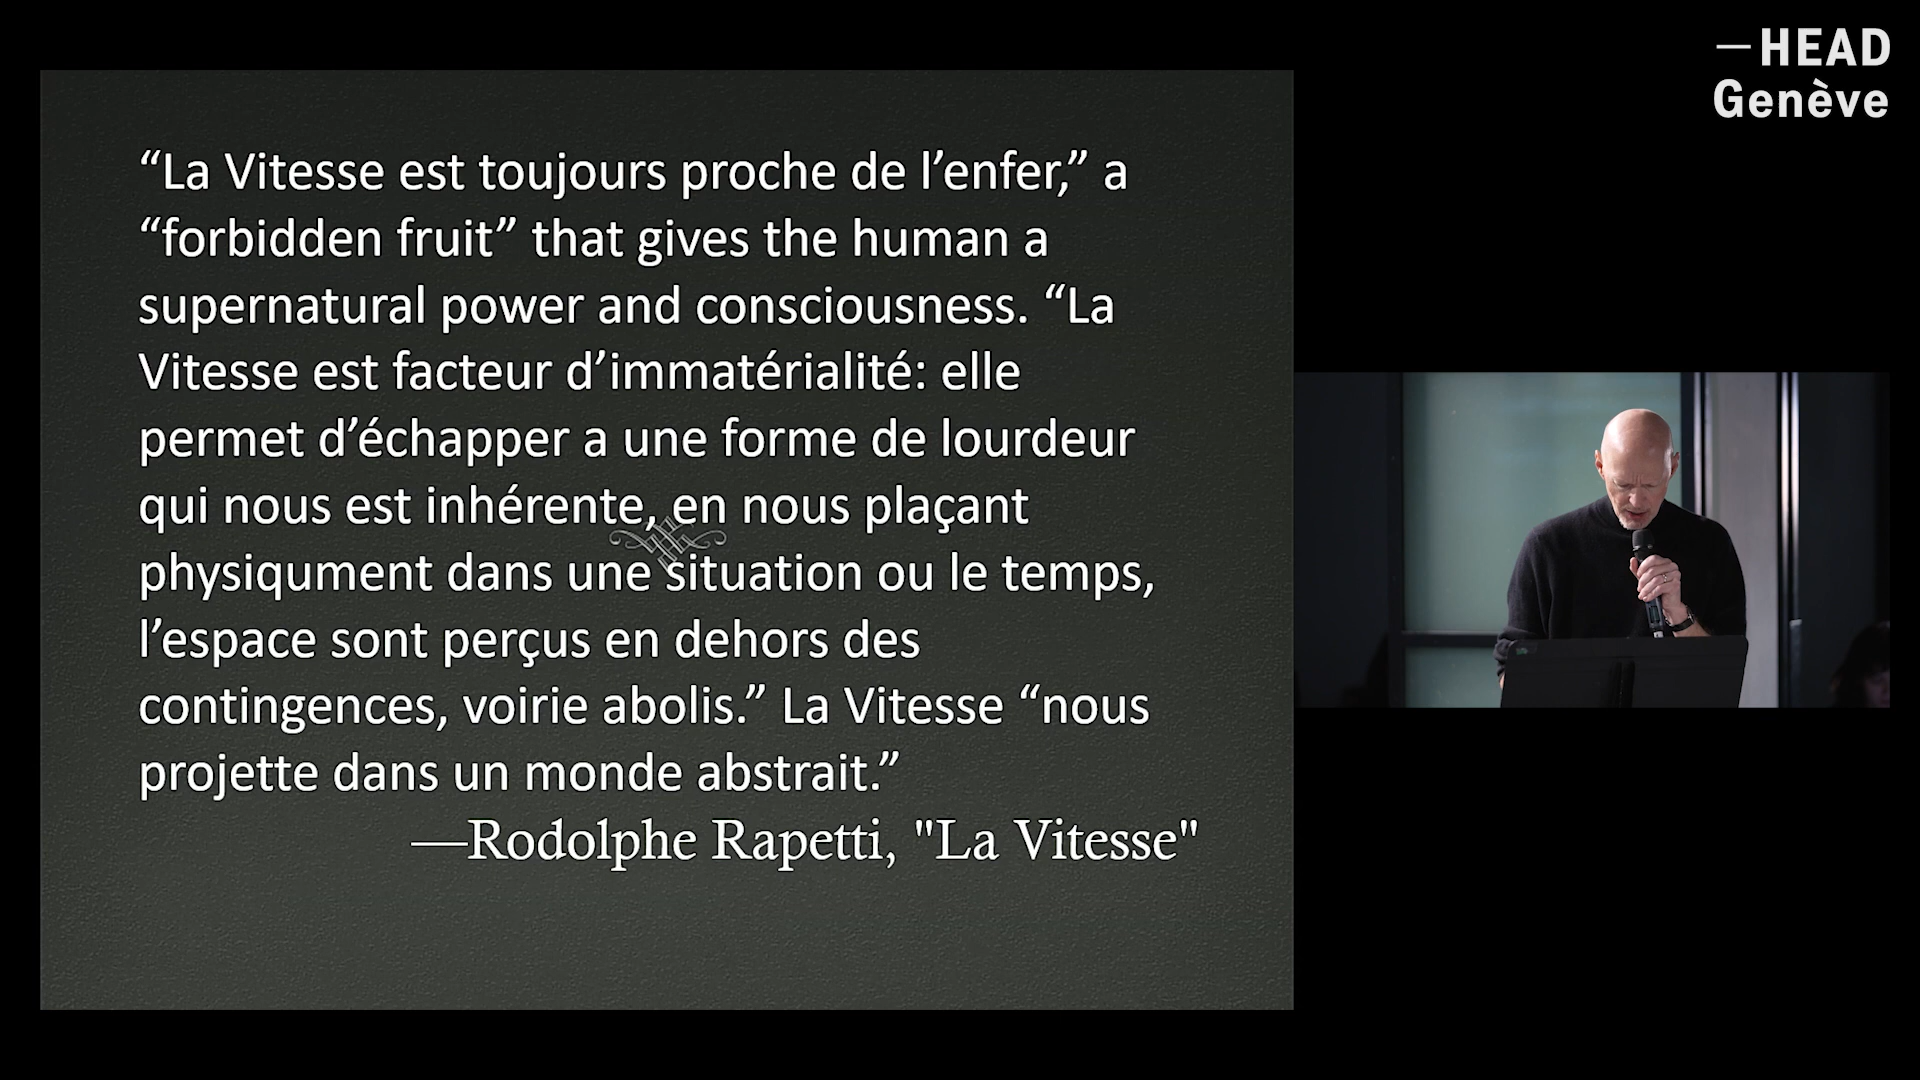 —HEAD
Genève
“La Vitesse est toujours proche de l’enfer,” a
“forbidden fruit” that gives the human a
supernatural power and consciousness. “La
Vitesse est facteur d’immatérialité: elle
permet d’échapper a une forme de lourdeur
qui nous est inhérente, en nous plaçant
physiqument dans une situation ou le temps,
l’espace sont perçus en dehors des
contingences, voirie abolis.” La Vitesse “nous
projette dans un monde abstrait.”
—Rodolphe Rapetti, "La Vitesse"